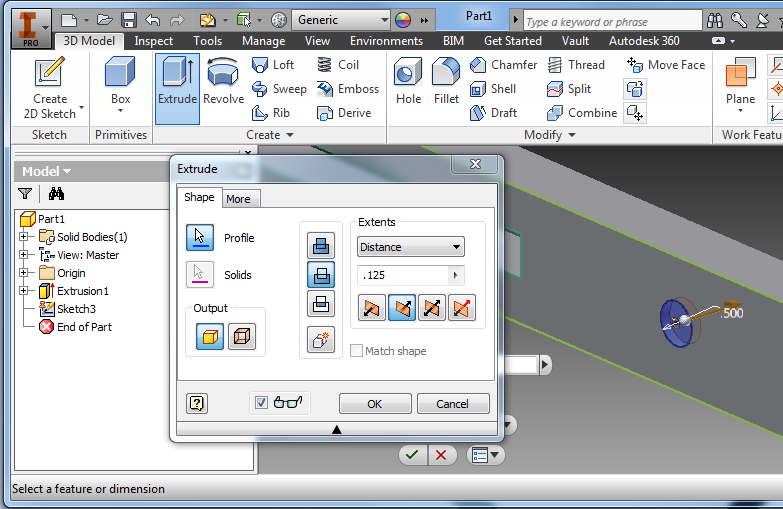 Generic
Part1
Type a keyword or phrase
PRO
3D Model Inspect Tools Manage View Environments BIM Get Started Vault Autodesk 360
Create
2D Sketch
Box
Extrude
Revolve
Loft
Sweep
Rib
Coil
Emboss
Derive
Hole
Fillet
Chamfer
Shell
Draft
Thread
Split
Combine
Move Face
Plane
Sketch
Primitives
Create
Modify
Work Featu
Model
Part1
Solid Bodies(1)
View: Master
Origin
Extrusion1
Sketch3
End of Part
Extrude
Shape
More
Profile
Solids
Output
Extents
Distance
.125
Match shape
OK
Cancel
.500
Select a feature or dimension